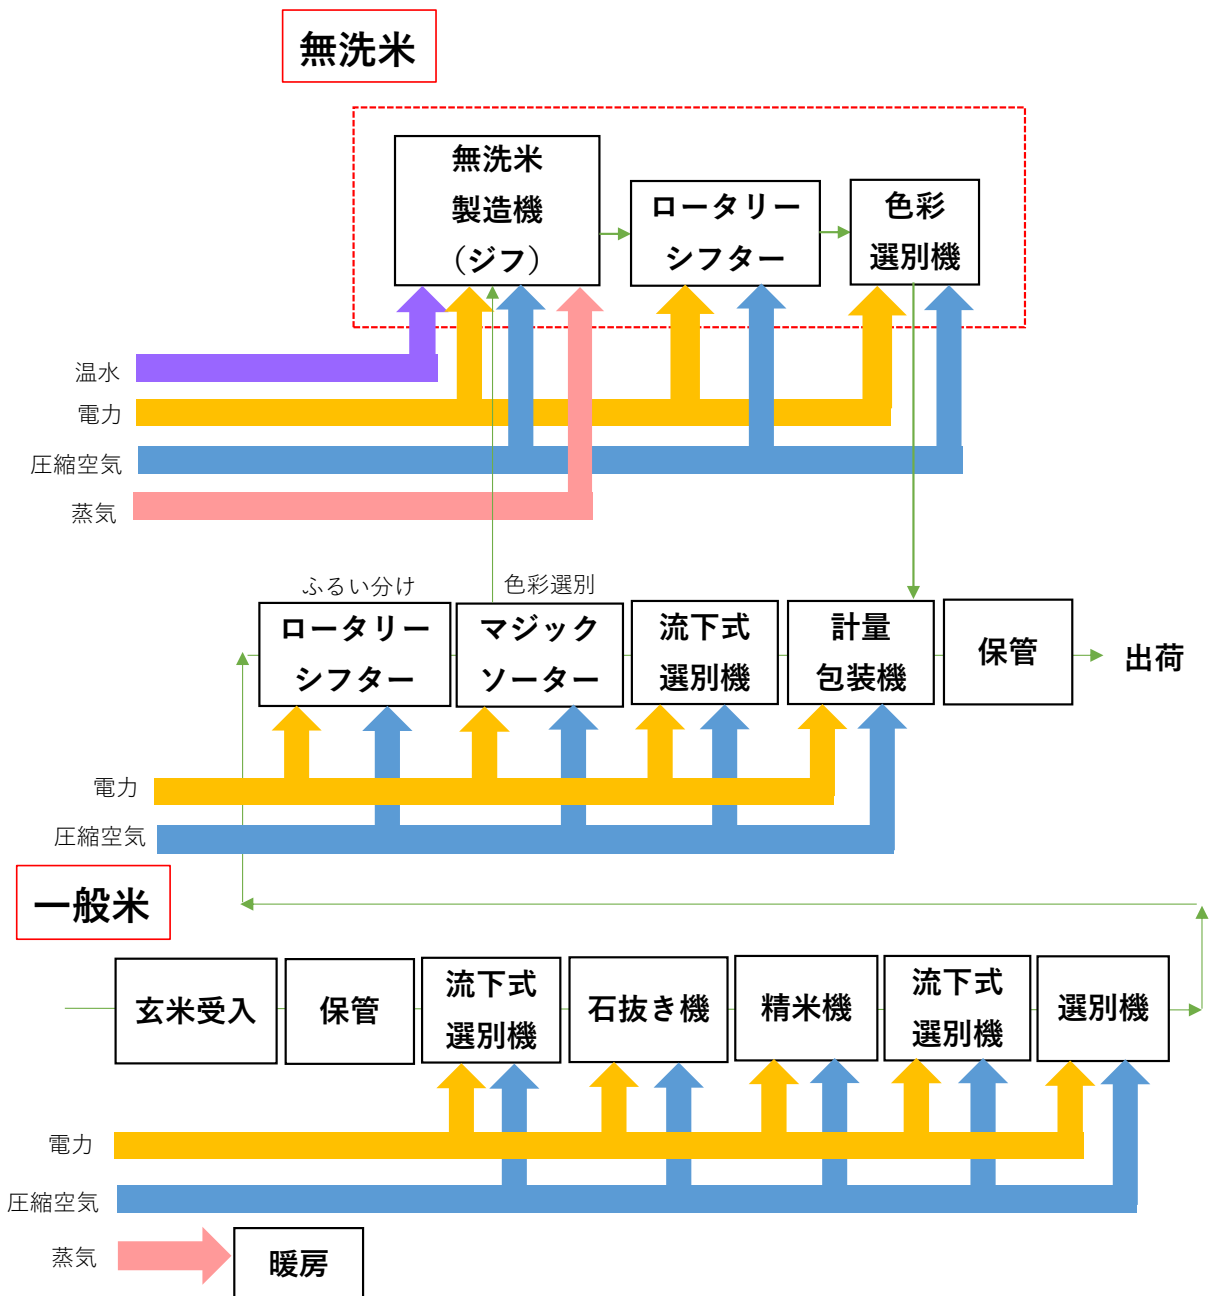 無洗米
無洗米
製造機
（ジフ）
ロータリー
シフター
色彩
選別機
温水
電力
圧縮空気
蒸気
ふるい分け
色彩選別
ロータリー
シフター
マジック
ソーター
流下式
選別機
計量
包装機
保管
出荷
電力
圧縮空気
一般米
玄米受入
保管
流下式
選別機
石抜き機
精米機
流下式
選別機
選別機
電力
圧縮空気
蒸気
暖房